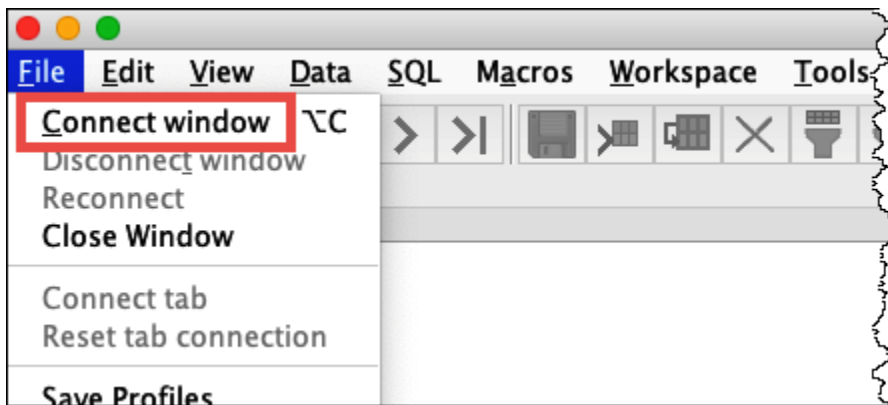 File Edit View Data SQL Macros Workspace Tools
Connect window ⌥C
Disconnect window
Reconnect
Close Window
Connect tab
Reset tab connection
Save Profiles